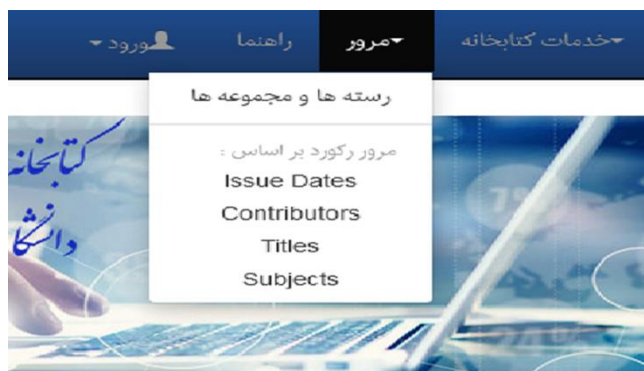 خدمات کتابخانه
مرور
راهنما
ورود
رسته ها و مجموعه ها
مرور رکورد بر اساس :
Issue Dates
Contributors
Titles
Subjects
کتابخانه